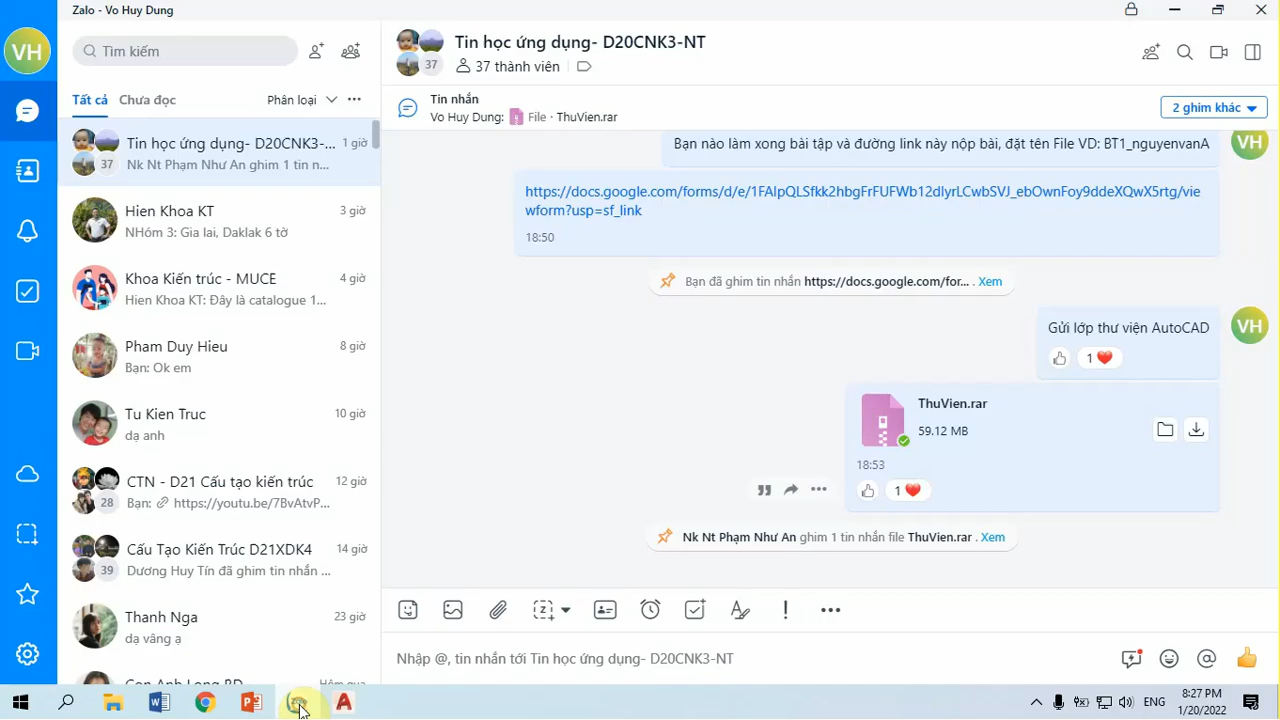 Zalo - Vo Huy Dung
VH
Tìm kiếm
Tất cả
Chưa đọc
Phân loại
Tin học ứng dụng- D20CNK3-...
1 giờ
37
Nk Nt Phạm Như An ghim 1 tin n...
Hien Khoa KT
3 giờ
NHóm 3: Gia lai, Daklak 6 tờ
Khoa Kiến trúc - MUCE
4 giờ
Hien Khoa KT: Đây là catalogue 1...
Pham Duy Hieu
8 giờ
Bạn: Ok em
Tu Kien Truc
10 giờ
dạ anh
CTN - D21 Cấu tạo kiến trúc
12 giờ
28
Bạn: https://youtu.be/7BvAtvP...
Cấu Tạo Kiến Trúc D21XDK4
14 giờ
39
Dương Huy Tín đã ghim tin nhắn ...
Thanh Nga
23 giờ
dạ vâng ạ
Tin học ứng dụng- D20CNK3-NT
37
37 thành viên
Tin nhắn
Vo Huy Dung: File · ThuVien.rar
2 ghim khác
Bạn nào làm xong bài tập và đường link này nộp bài, đặt tên File VD: BT1_nguyenvanA
VH
https://docs.google.com/forms/d/e/1FAIpQLSfkk2hbgFrFUFWb12dIyrLCwbSVJ_ebOwnFoy9ddeXQwX5rtg/vie
wform?usp=sf_link
18:50
Bạn đã ghim tin nhắn https://docs.google.com/for... . Xem
Gửi lớp thư viện AutoCAD
VH
1
ThuVien.rar
59.12 MB
18:53
1
Nk Nt Phạm Như An ghim 1 tin nhắn file ThuVien.rar . Xem
Nhập @, tin nhắn tới Tin học ứng dụng- D20CNK3-NT
ENG
8:27 PM
1/20/2022